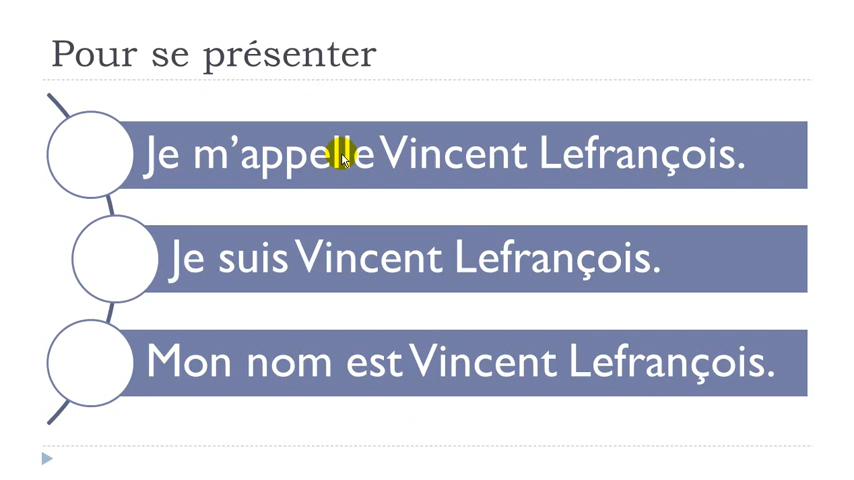 Pour se présenter
Je m’appelle Vincent Lefrançois.
Je suis Vincent Lefrançois.
Mon nom est Vincent Lefrançois.